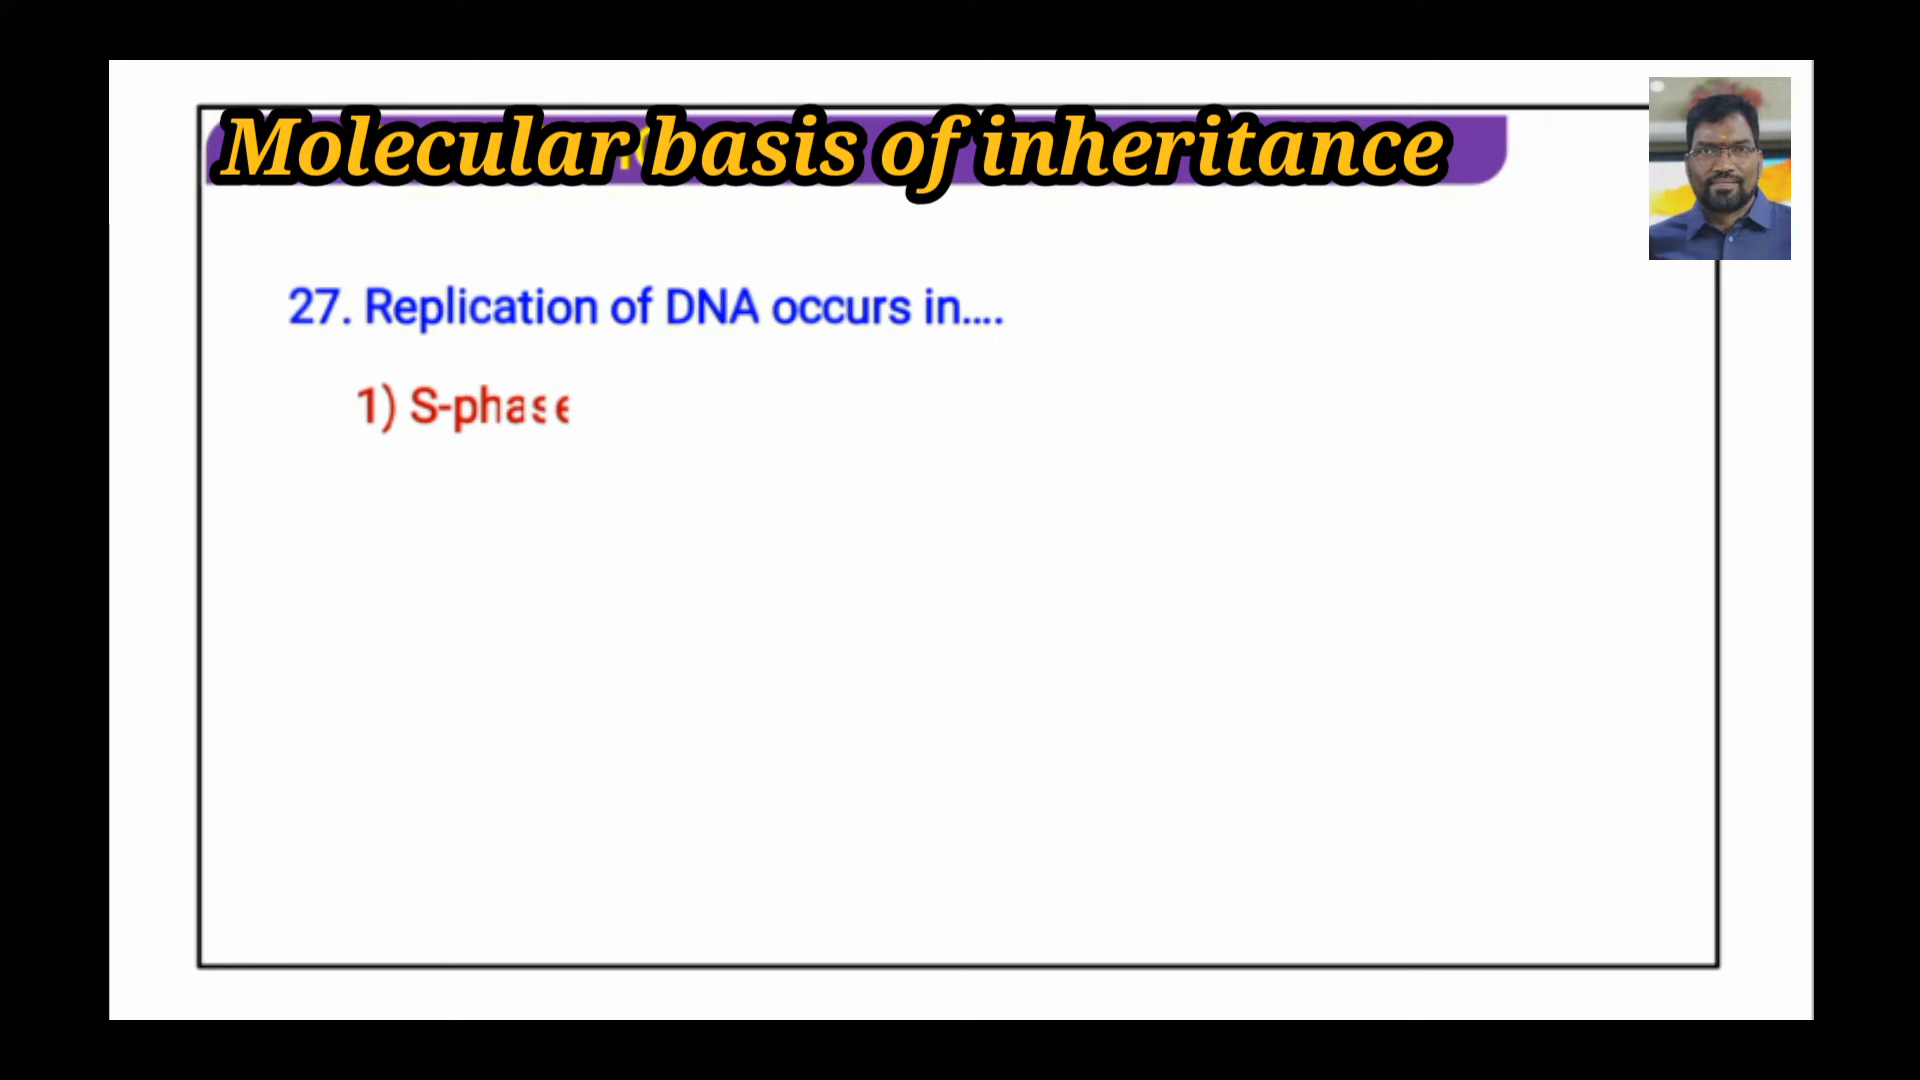 Molecular basis of inheritance
27. Replication of DNA occurs in....
1) S-phase